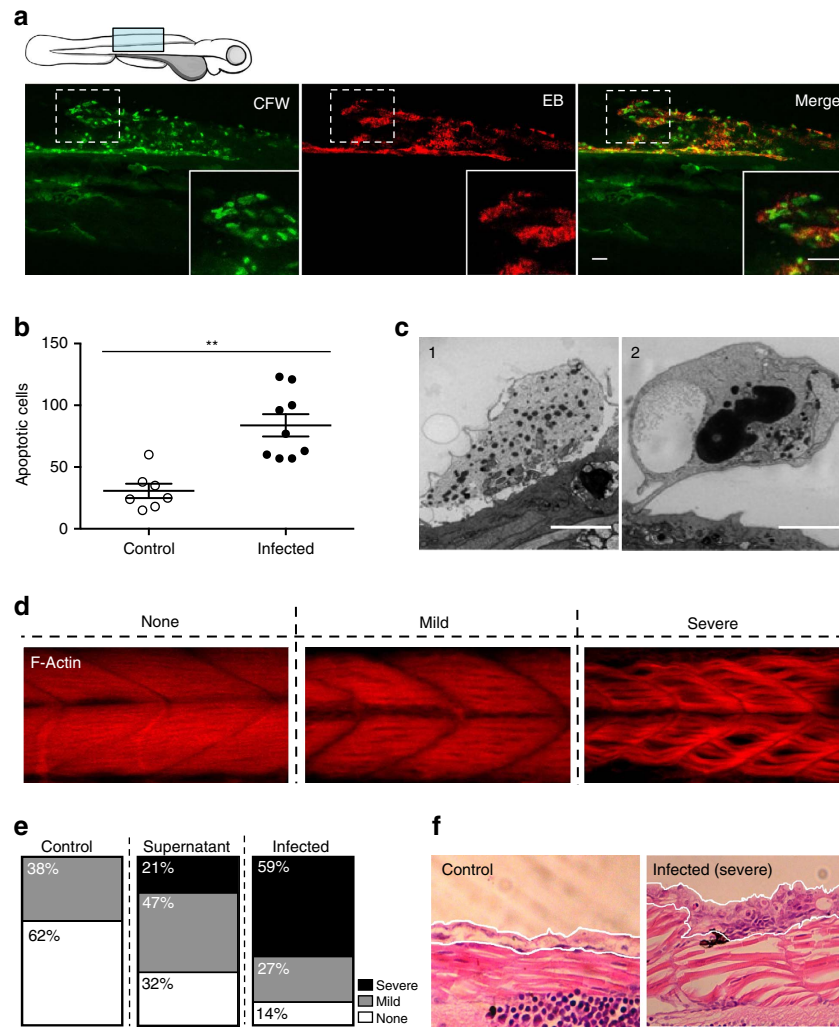 a
CFW
EB
Merge
b
**
150
100
50
0
Apoptotic cells
Control
Infected
c
1
2
d
None
Mild
Severe
F-Actin
e
Control
Supernatant
Infected
38%
62%
21%
47%
32%
59%
27%
14%
Severe
Mild
None
f
Control
Infected (severe)